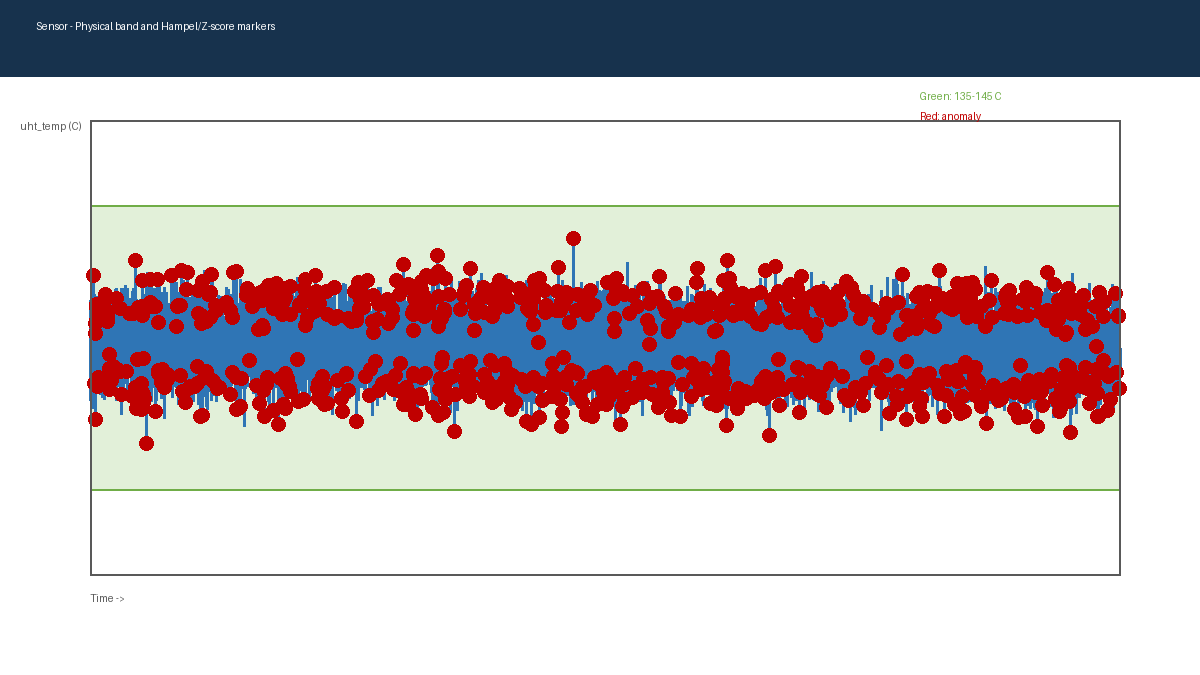 Sensor - Physical band and Hampel/Z-score markers
Green: 135-145 C
Red: anomaly
uht_temp (C)
Time ->